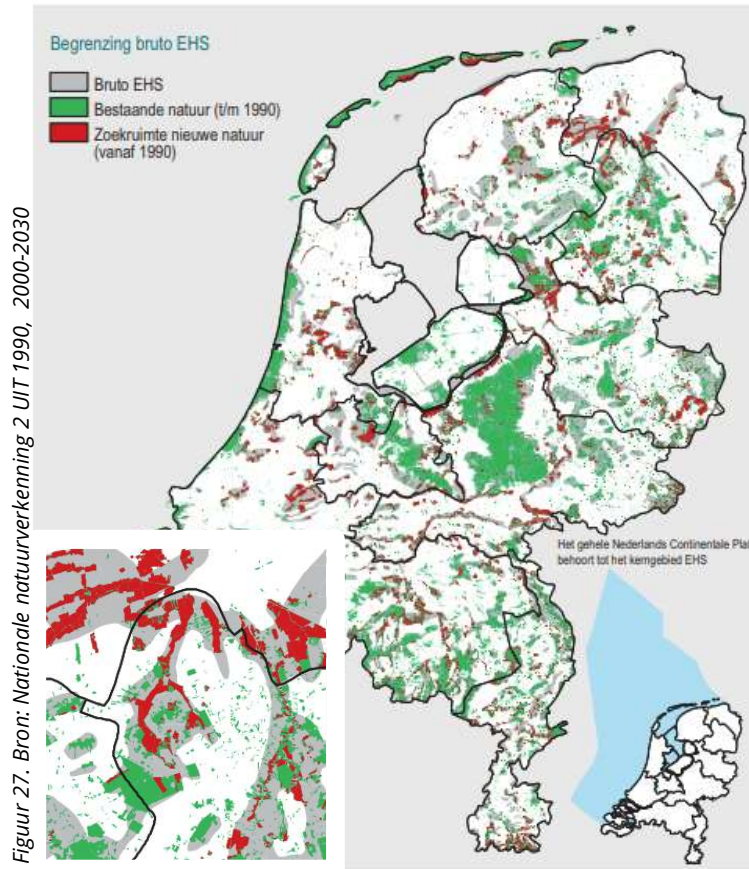 Begrenzing bruto EHS
Bruto EHS
Bestaande natuur (t/m 1990)
Zoekruimte nieuwe natuur
(vanaf 1990)
Het gehele Nederlands Continentale Plat
behoort tot het kerngebied EHS
Figuur 27. Bron: Nationale natuurverkenning 2 UIT 1990, 2000-2030